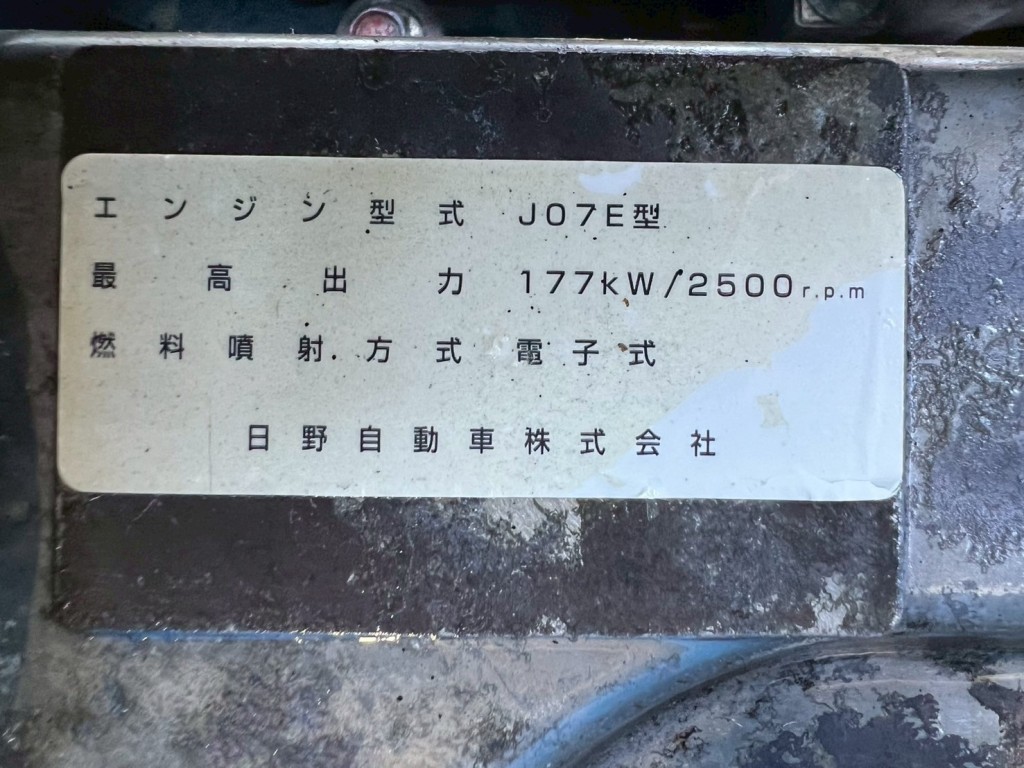 エンジン型式 J07E型
最高出力 177kW/2500r.p.m
燃料噴射方式 電子式
日野自動車株式会社